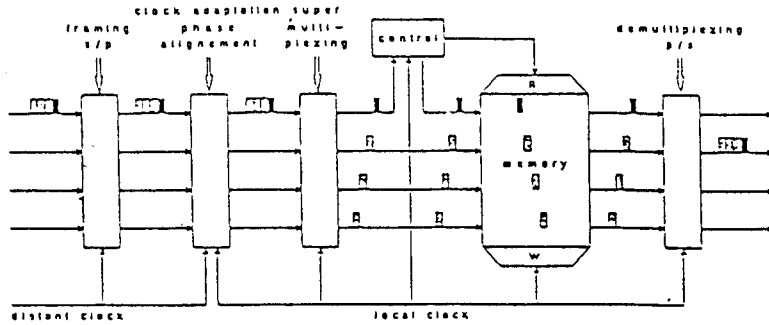 clock adaptation super
framing
s/p
phase
alignement
multi-
plexing
control
demultiplexing
p/s
R
memory
W
distant clock
local clock